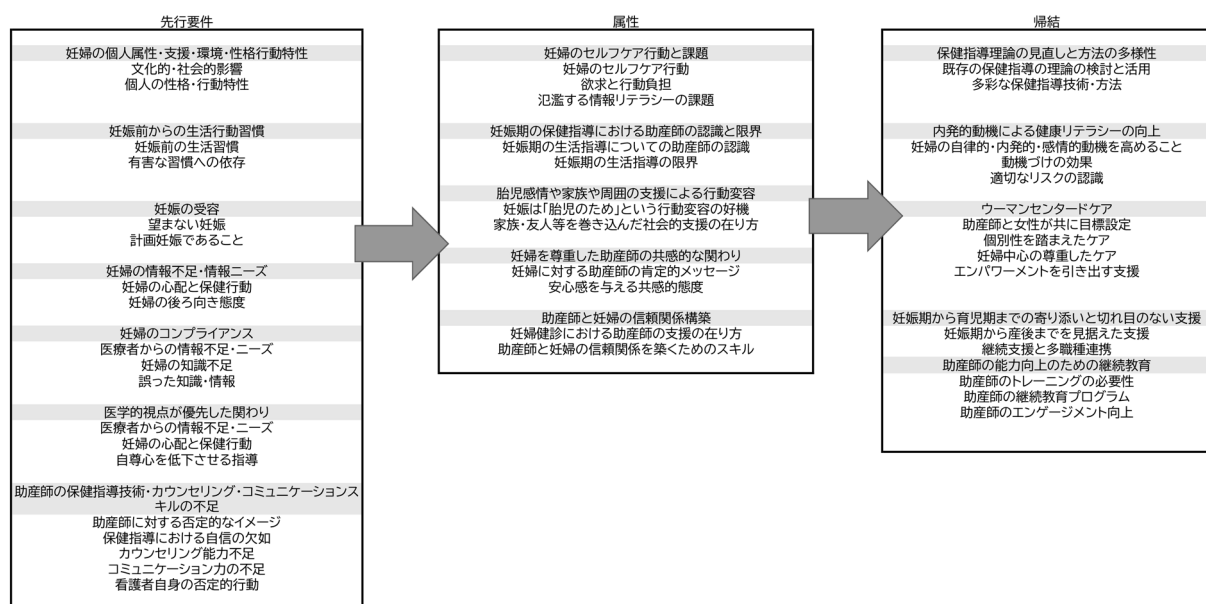 先行要件
妊婦の個人属性・支援・環境・性格行動特性
文化的・社会的影響
個人の性格・行動特性
妊娠前からの生活行動習慣
妊娠前の生活習慣
有害な習慣への依存
妊娠の受容
望まない妊娠
計画妊娠であること
妊婦の情報不足・情報ニーズ
妊婦の心配と保健行動
妊婦の後ろ向き態度
妊婦のコンプライアンス
医療者からの情報不足・ニーズ
妊婦の知識不足
誤った知識・情報
医学的視点が優先した関わり
医療者からの情報不足・ニーズ
妊婦の心配と保健行動
自尊心を低下させる指導
助産師の保健指導技術・カウンセリング・コミュニケーションス
キルの不足
助産師に対する否定的なイメージ
保健指導における自信の欠如
カウンセリング能力不足
コミュニケーション力の不足
看護者自身の否定的行動
属性
妊婦のセルフケア行動と課題
妊婦のセルフケア行動
欲求と行動負担
氾濫する情報リテラシーの課題
妊娠期の保健指導における助産師の認識と限界
妊娠期の生活指導についての助産師の認識
妊娠期の生活指導の限界
胎児感情や家族や周囲の支援による行動変容
妊娠は「胎児のため」という行動変容の好機
家族・友人等を巻き込んだ社会的支援の在り方
妊婦を尊重した助産師の共感的な関わり
妊婦に対する助産師の肯定的メッセージ
安心感を与える共感的態度
助産師と妊婦の信頼関係構築
妊婦健診における助産師の支援の在り方
助産師と妊婦の信頼関係を築くためのスキル
帰結
保健指導理論の見直しと方法の多様性
既存の保健指導の理論の検討と活用
多彩な保健指導技術・方法
内発的動機による健康リテラシーの向上
妊婦の自律的・内発的・感情的動機を高めること
動機づけの効果
適切なリスクの認識
ウーマンセンタードケア
助産師と女性が共に目標設定
個別性を踏まえたケア
妊婦中心の尊重したケア
エンパワーメントを引き出す支援
妊娠期から育児期までの寄り添いと切れ目のない支援
妊娠期から産後までを見据えた支援
継続支援と多職種連携
助産師の能力向上のための継続教育
助産師のトレーニングの必要性
助産師の継続教育プログラム
助産師のエンゲージメント向上